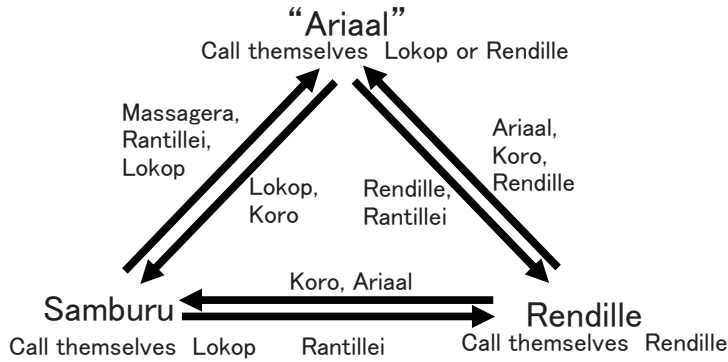 “Ariaal”
Call themselves Lokop or Rendille
Massagera,
Rantillei,
Lokop
Ariaal,
Koro,
Rendille
Lokop,
Koro
Rendille,
Rantillei
Koro, Ariaal
Samburu
Rendille
Call themselves Lokop
Rantillei
Call themselves Rendille